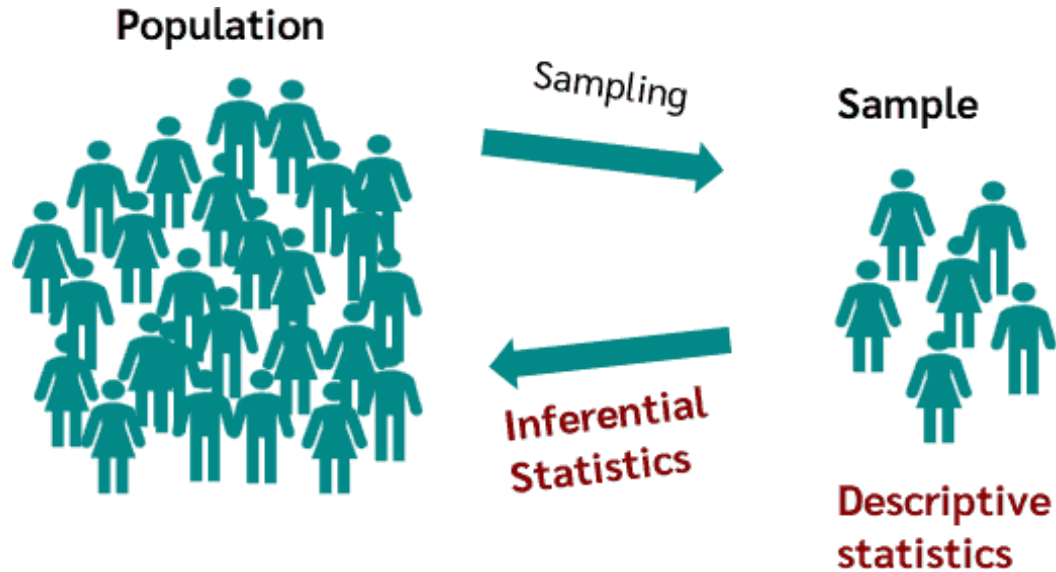 Population
Sampling
Sample
Inferential
Statistics
Descriptive
statistics